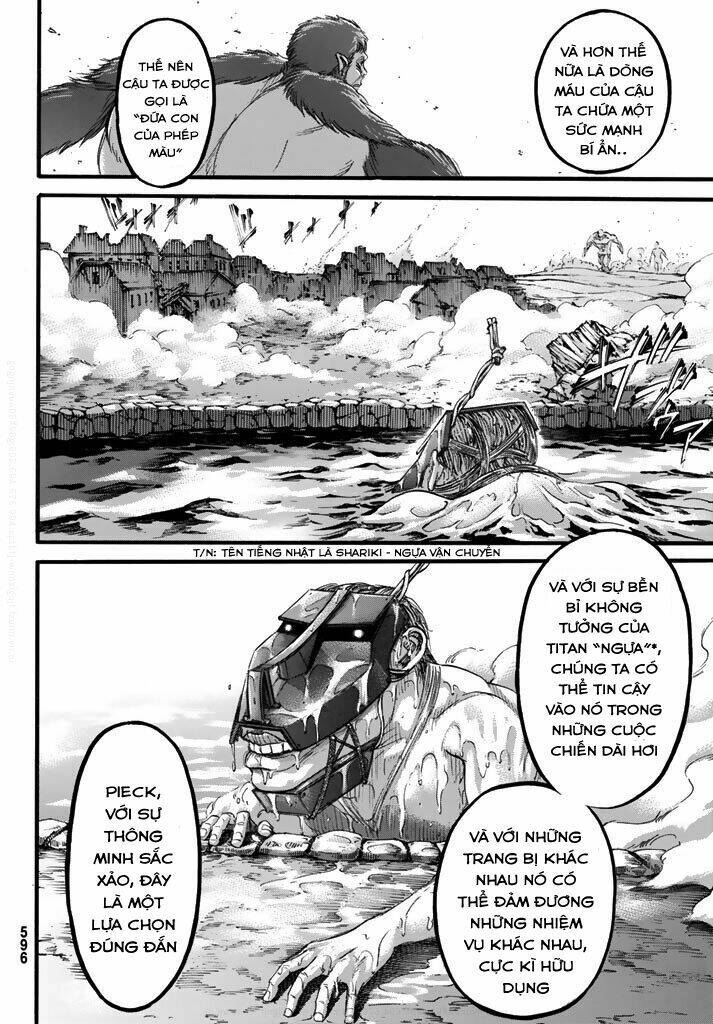 VÀ HƠN THẾ
NỮA LÀ DÒNG
MÁU CỦA CẬU
TA CHỨA MỘT
SỨC MẠNH
BÍ ẨN..
THẾ NÊN
CẬU TA ĐƯỢC
GỌI LÀ
“ĐỨA CON
CỦA PHÉP
MÀU”
T/N: TÊN TIẾNG NHẬT LÀ SHARIKI - NGỰA VẬN CHUYỂN
VÀ VỚI SỰ BỀN
BỈ KHÔNG
TƯỞNG CỦA
TITAN “NGỰA”*,
CHÚNG TA CÓ
THỂ TIN CẬY
VÀO NÓ TRONG
NHỮNG CUỘC
CHIẾN DÀI HƠI
VÀ VỚI NHỮNG
TRANG BỊ KHÁC
NHAU NÓ CÓ
THỂ ĐẢM ĐƯƠNG
NHỮNG NHIỆM
VỤ KHÁC NHAU,
CỰC KÌ HỮU
DỤNG
PIECK,
VỚI SỰ
THÔNG
MINH SẮC
XẢO, ĐÂY
LÀ MỘT
LỰA CHỌN
ĐÚNG ĐẮN
596